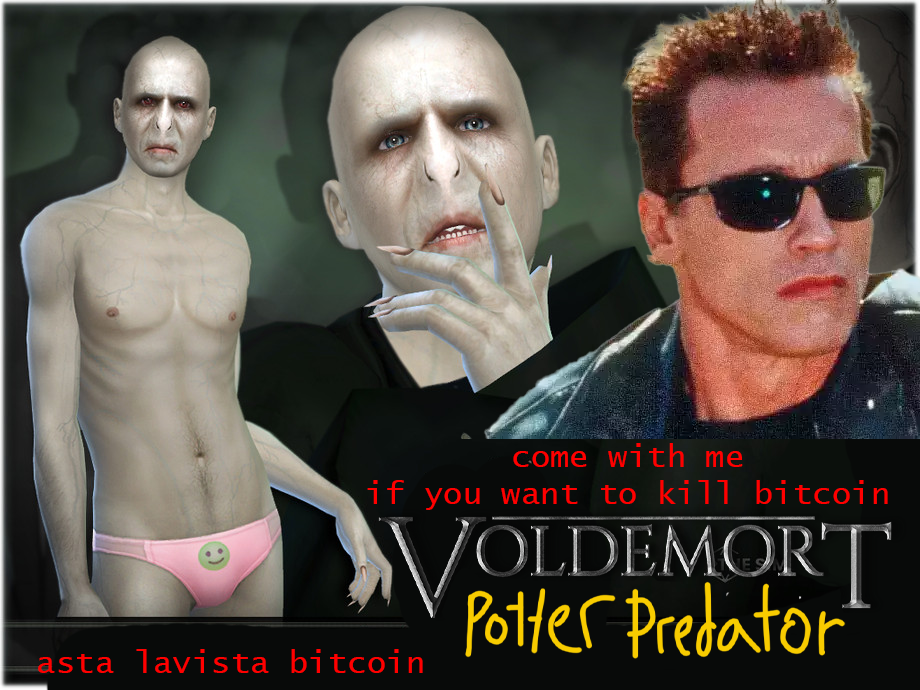 come with me
if you want to kill bitcoin
VOLDEMORT
Potter Predator
asta lavista bitcoin